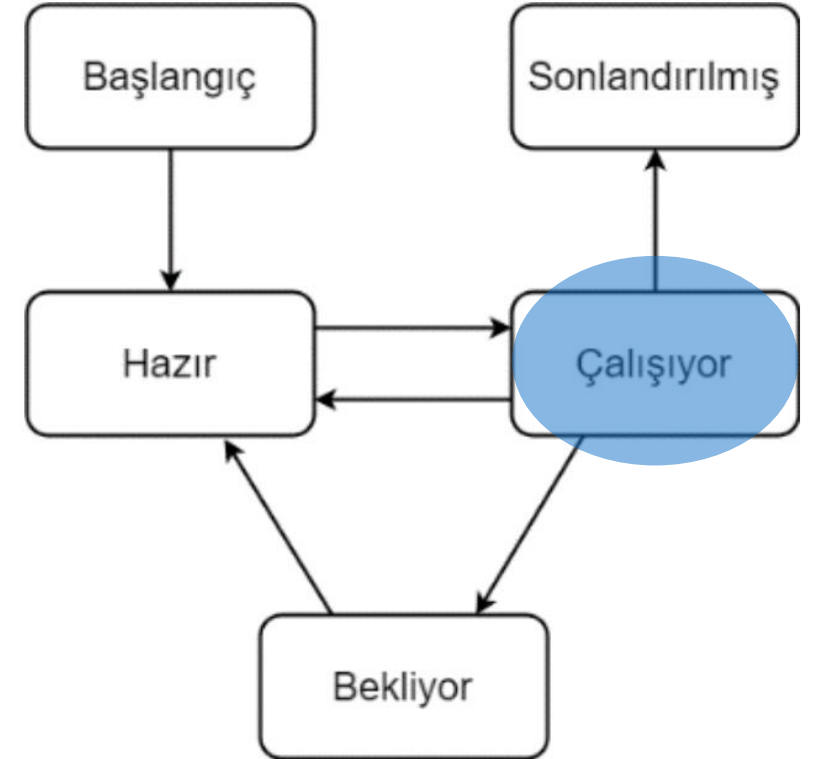 Başlangıç
Sonlandırılmış
Hazır
Çalışıyor
Bekliyor